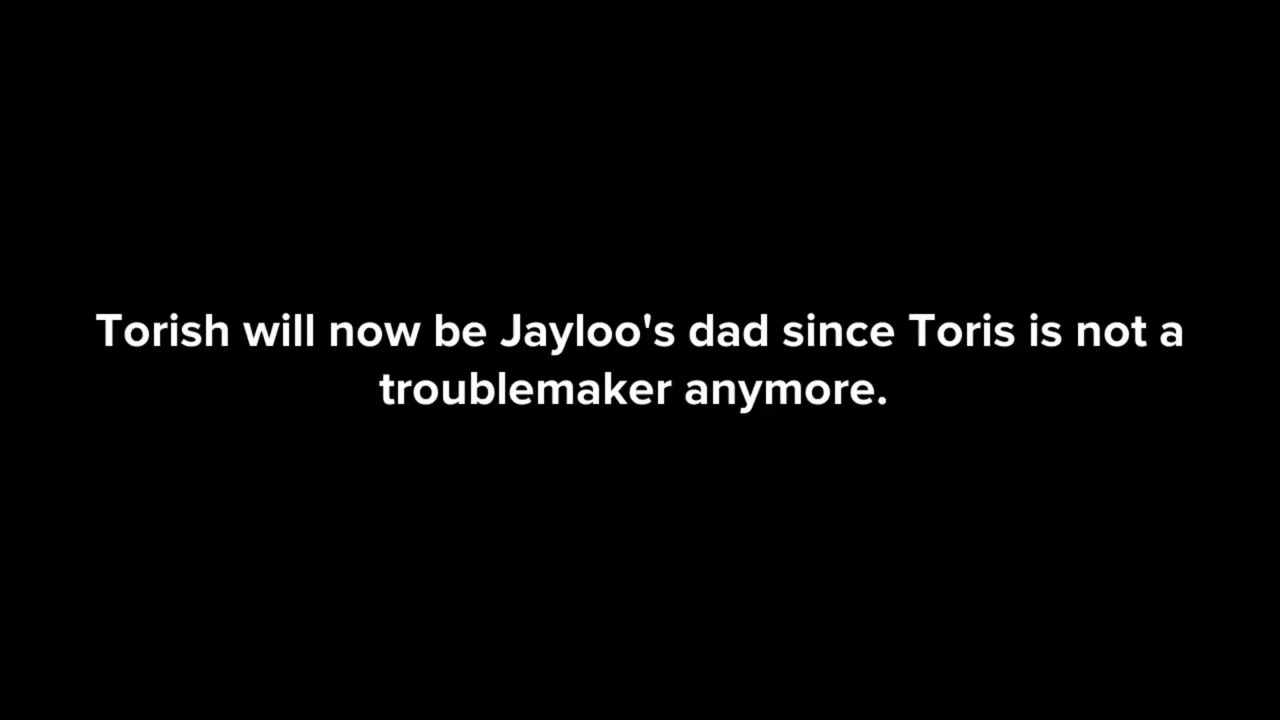 Torish will now be Jayloo's dad since Toris is not a
troublemaker anymore.